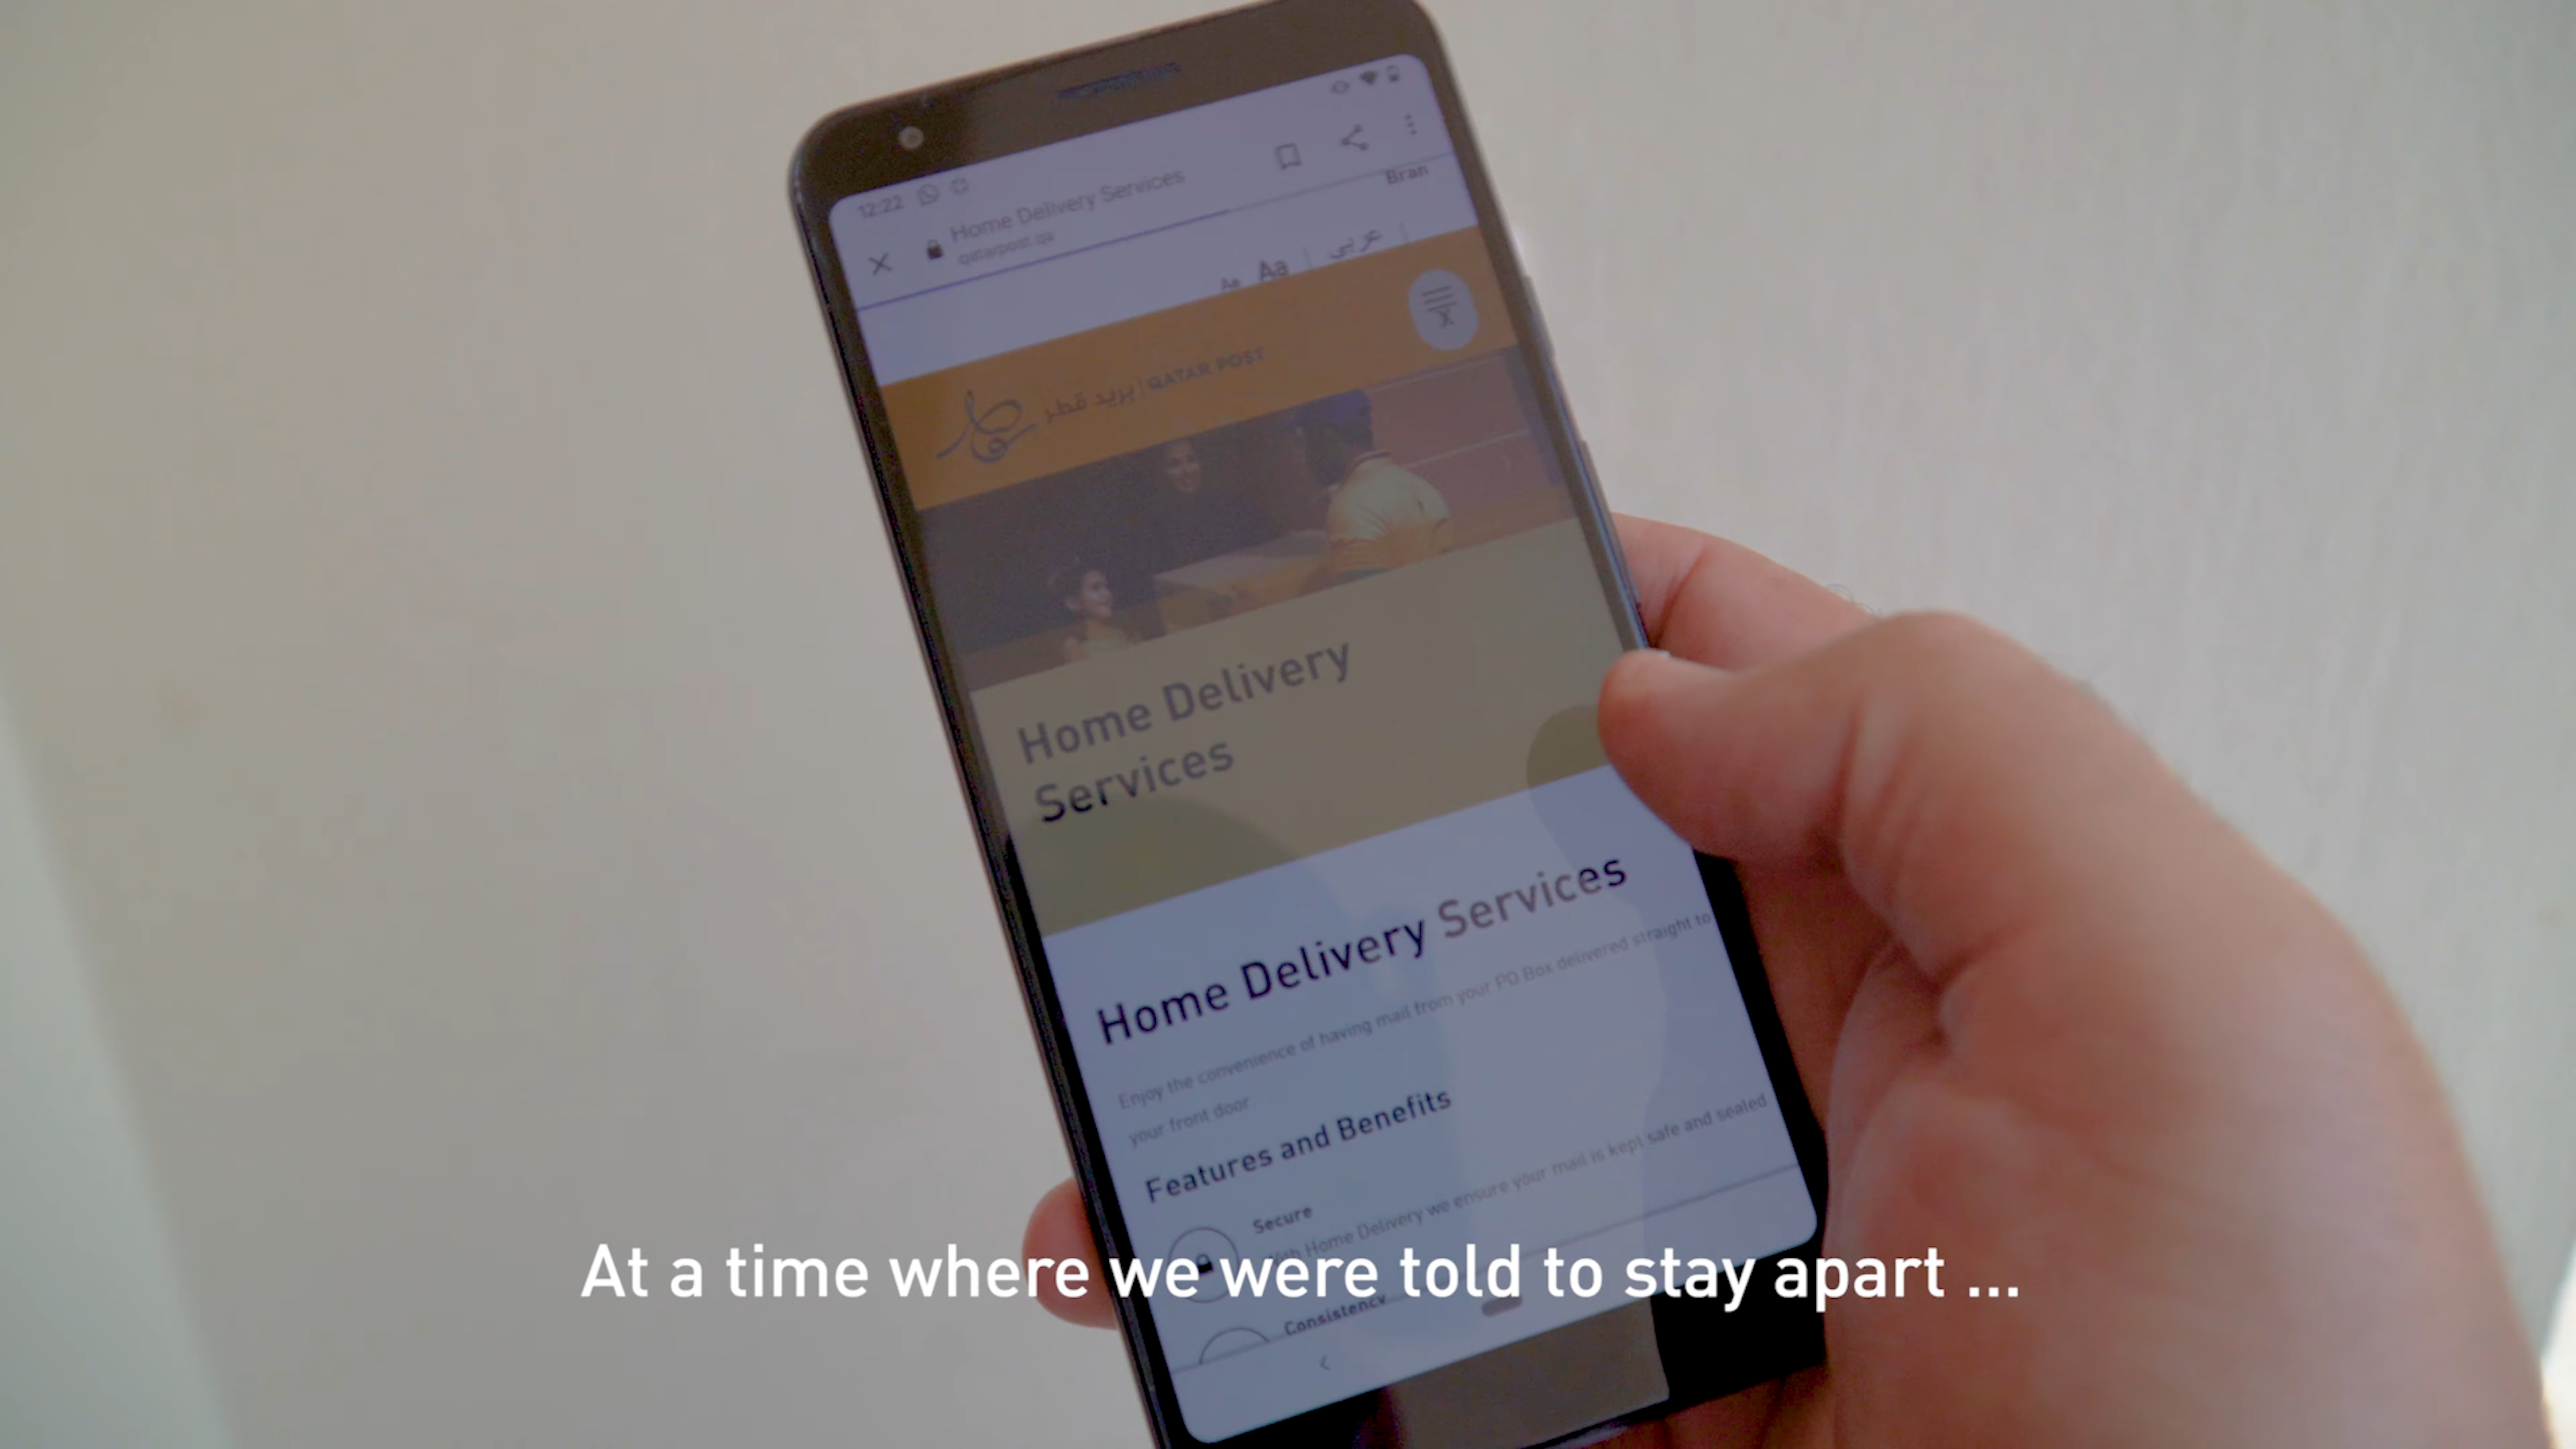 12:22
Home Delivery Services
qatarpost.qa
Bran
Aa Aa | عربي |
بريد قطر | QATAR POST
Home Delivery
Services
Home Delivery Services
Enjoy the convenience of having mail from your PO Box delivered straight to
your front door
Features and Benefits
Secure
With Home Delivery we ensure your mail is kept safe and sealed
At a time where we were told to stay apart ...
Consistency